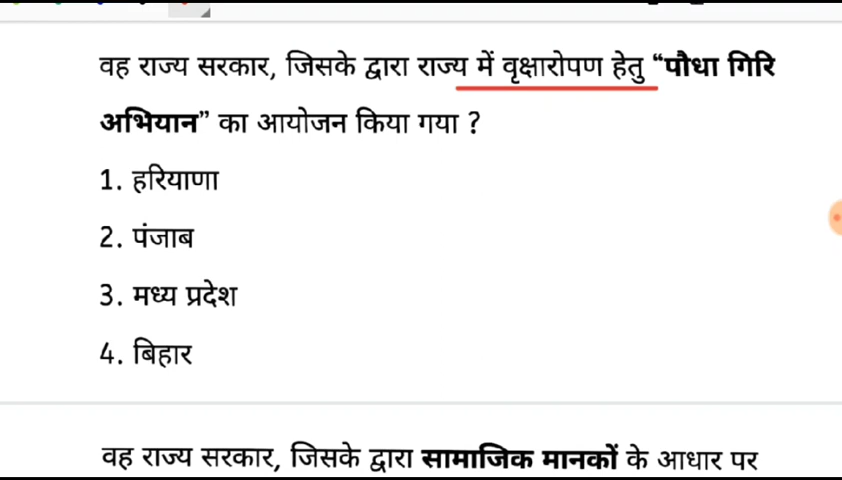 वह राज्य सरकार, जिसके द्वारा राज्य में वृक्षारोपण हेतु “पौधा गिरि
अभियान” का आयोजन किया गया ?
1. हरियाणा
2. पंजाब
3. मध्य प्रदेश
4. बिहार
वह राज्य सरकार, जिसके द्वारा सामाजिक मानकों के आधार पर